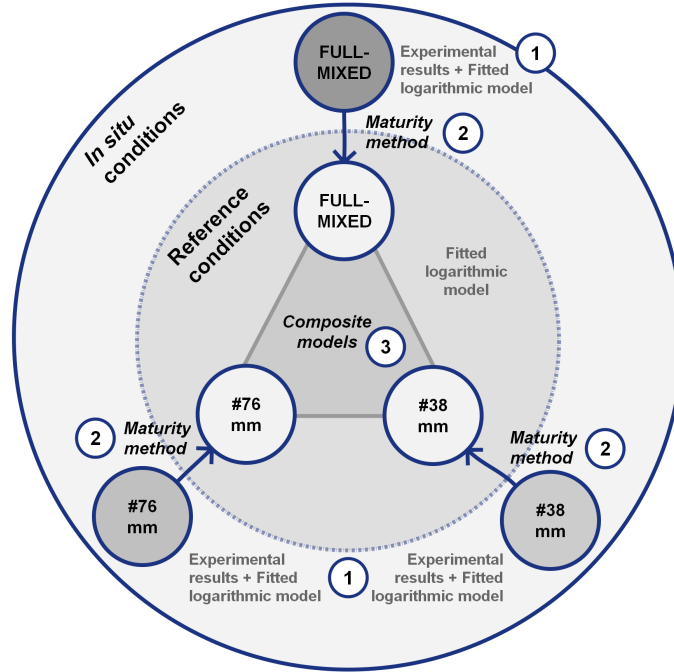 FULL-
MIXED
Experimental
results + Fitted
logarithmic model
1
In situ
conditions
Maturity
method
2
Reference
conditions
FULL-
MIXED
Fitted
logarithmic
model
Composite
models
3
#76
mm
#38
mm
2
Maturity
method
Maturity
method
2
#76
mm
#38
mm
Experimental
results + Fitted
logarithmic model
1
Experimental
results + Fitted
logarithmic model